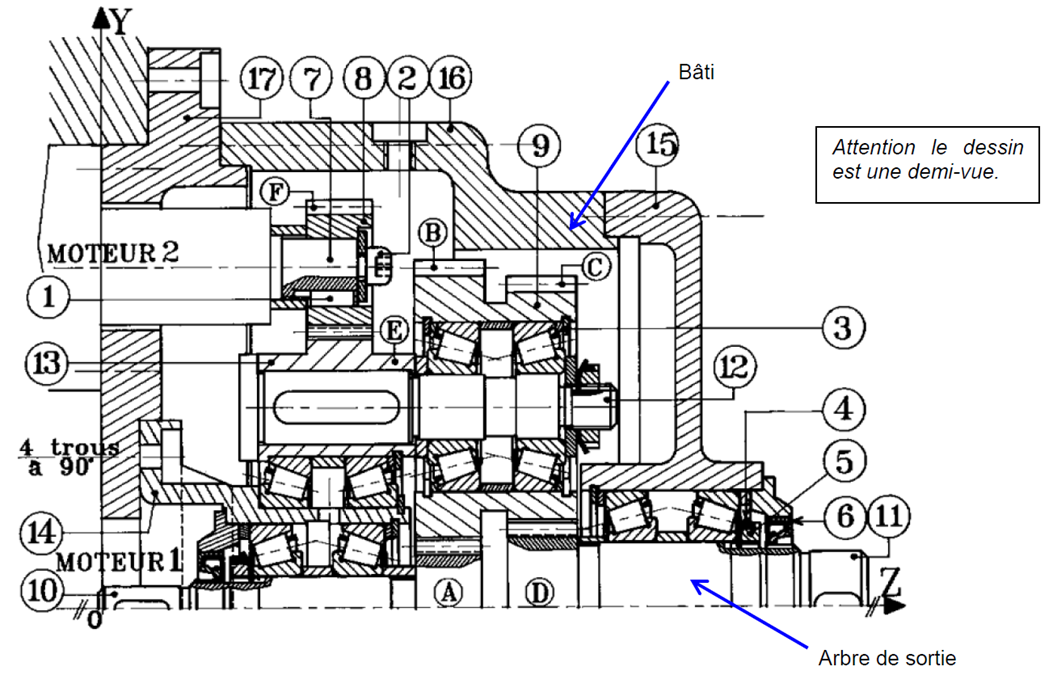 Y
17
7
8
2
16
Bâti
9
15
Attention le dessin
est une demi-vue.
F
B
C
MOTEUR 2
1
E
3
13
12
4
4 trous
à 90°
5
14
6
11
MOTEUR 1
10
A
D
Z
O
Arbre de sortie